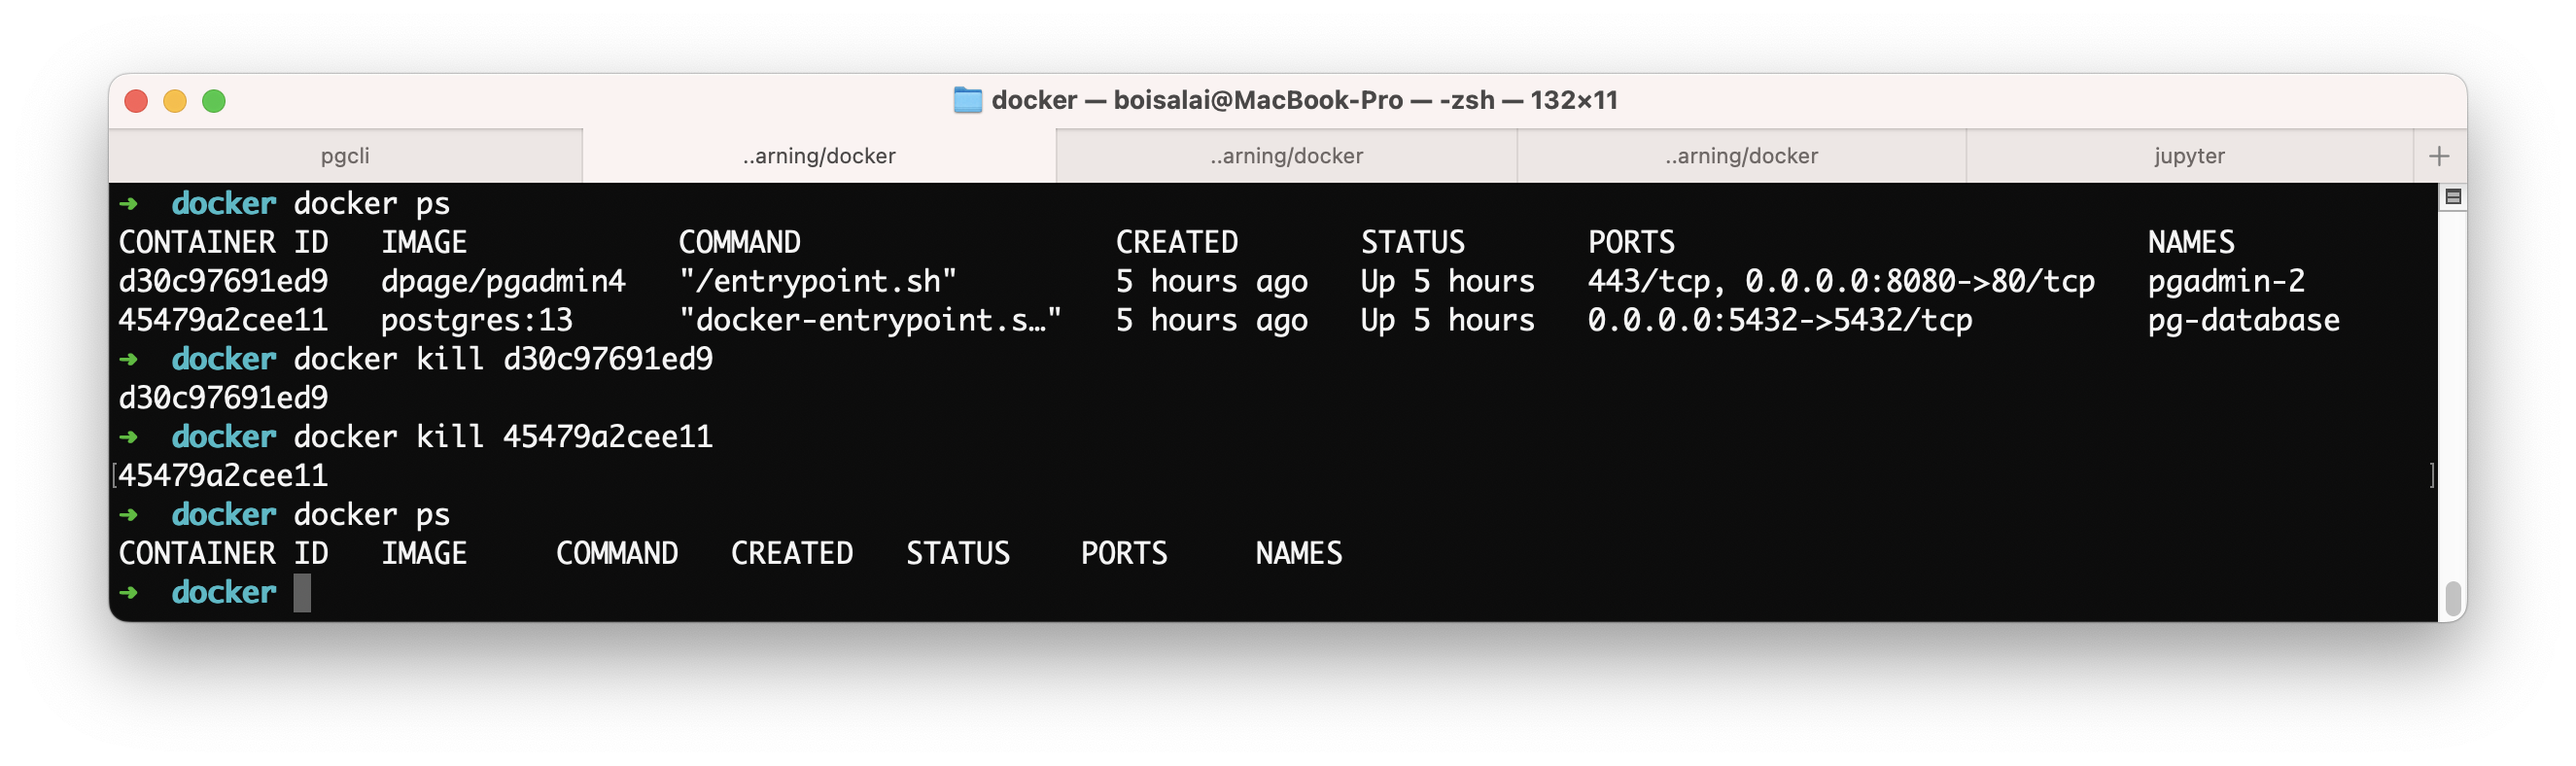 docker — boisalai@MacBook-Pro — -zsh — 132×11
pgcli ..arning/docker ..arning/docker ..arning/docker jupyter +
➜  docker docker ps
CONTAINER ID   IMAGE            COMMAND                  CREATED       STATUS       PORTS                           NAMES
d30c97691ed9   dpage/pgadmin4   "/entrypoint.sh"         5 hours ago   Up 5 hours   443/tcp, 0.0.0.0:8080->80/tcp   pgadmin-2
45479a2cee11   postgres:13      "docker-entrypoint.s…"   5 hours ago   Up 5 hours   0.0.0.0:5432->5432/tcp          pg-database
➜  docker docker kill d30c97691ed9
d30c97691ed9
➜  docker docker kill 45479a2cee11
[45479a2cee11]
➜  docker docker ps
CONTAINER ID   IMAGE     COMMAND   CREATED   STATUS    PORTS     NAMES
➜  docker